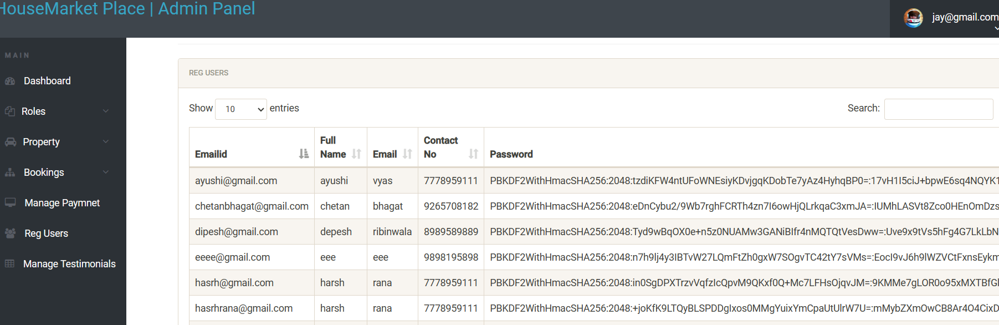 HouseMarket Place | Admin Panel
jay@gmail.com
MAIN
Dashboard
Roles
Property
Bookings
Manage Paymnet
Reg Users
Manage Testimonials
REG USERS
Show 10 entries
Search:
Emailid Full Name Email Contact No Password
ayushi@gmail.com ayushi vyas 7778959111 PBKDF2WithHmacSHA256:2048:tzdiKFW4ntUFoWNEsiyKDvjgqKDobTe7yAz4HyhqBP0=:17vH1I5ciJ+bpwE6sq4NQYK1
chetanbhagat@gmail.com chetan bhagat 9265708182 PBKDF2WithHmacSHA256:2048:eDnCybu2/9Wb7rghFCRTh4zn7I6owHjQLrkqaC3xmJA=:IUMhLASVt8Zco0HEnOmDzs
dipesh@gmail.com depesh ribinwala 8989589889 PBKDF2WithHmacSHA256:2048:Tyd9wBqOX0e+n5z0NUAMw3GANiBIfr4nMQTQtVesDww=:Uve9x9tVs5hFg4G7LkLbN
eeee@gmail.com eee eee 9898195898 PBKDF2WithHmacSHA256:2048:n7h9lj4y3IBTvW27LQmFtZh0gxW7SOgvTC42tY7sVMs=:EocI9vJ6h9lWZVCtFxnsEykm
hasrh@gmail.com harsh rana 7778959111 PBKDF2WithHmacSHA256:2048:in0SgDPXTrzvVqfzIcQpvM9QKxf0Q+Mc7LFHsOjqvJM=:9KMMe7gLOR0o95xMXTBfGl
hasrhrana@gmail.com harsh rana 7778959111 PBKDF2WithHmacSHA256:2048:+joKfK9LTQyBLSPDDgIxos0MMgYuixYmCpaUtUlrW7U=:mMybZXmOwCB8Ar4O4CixD